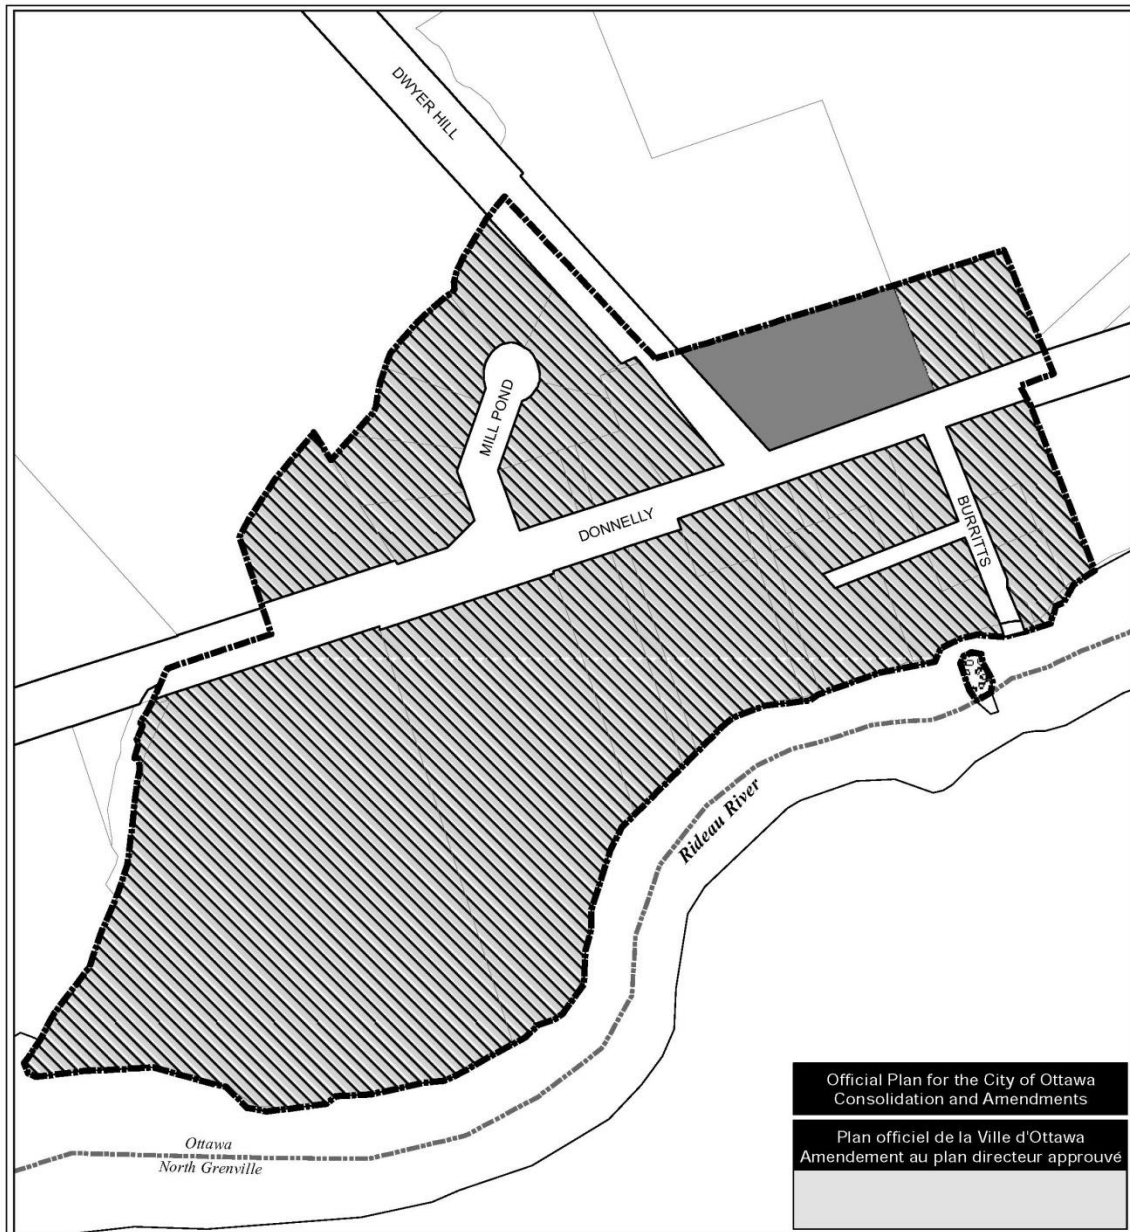 DWYER HILL
MILL POND
DONNELLY
BURRITTS
Rideau River
Ottawa
North Grenville
Official Plan for the City of Ottawa
Consolidation and Amendments
Plan officiel de la Ville d'Ottawa
Amendement au plan directeur approuvé